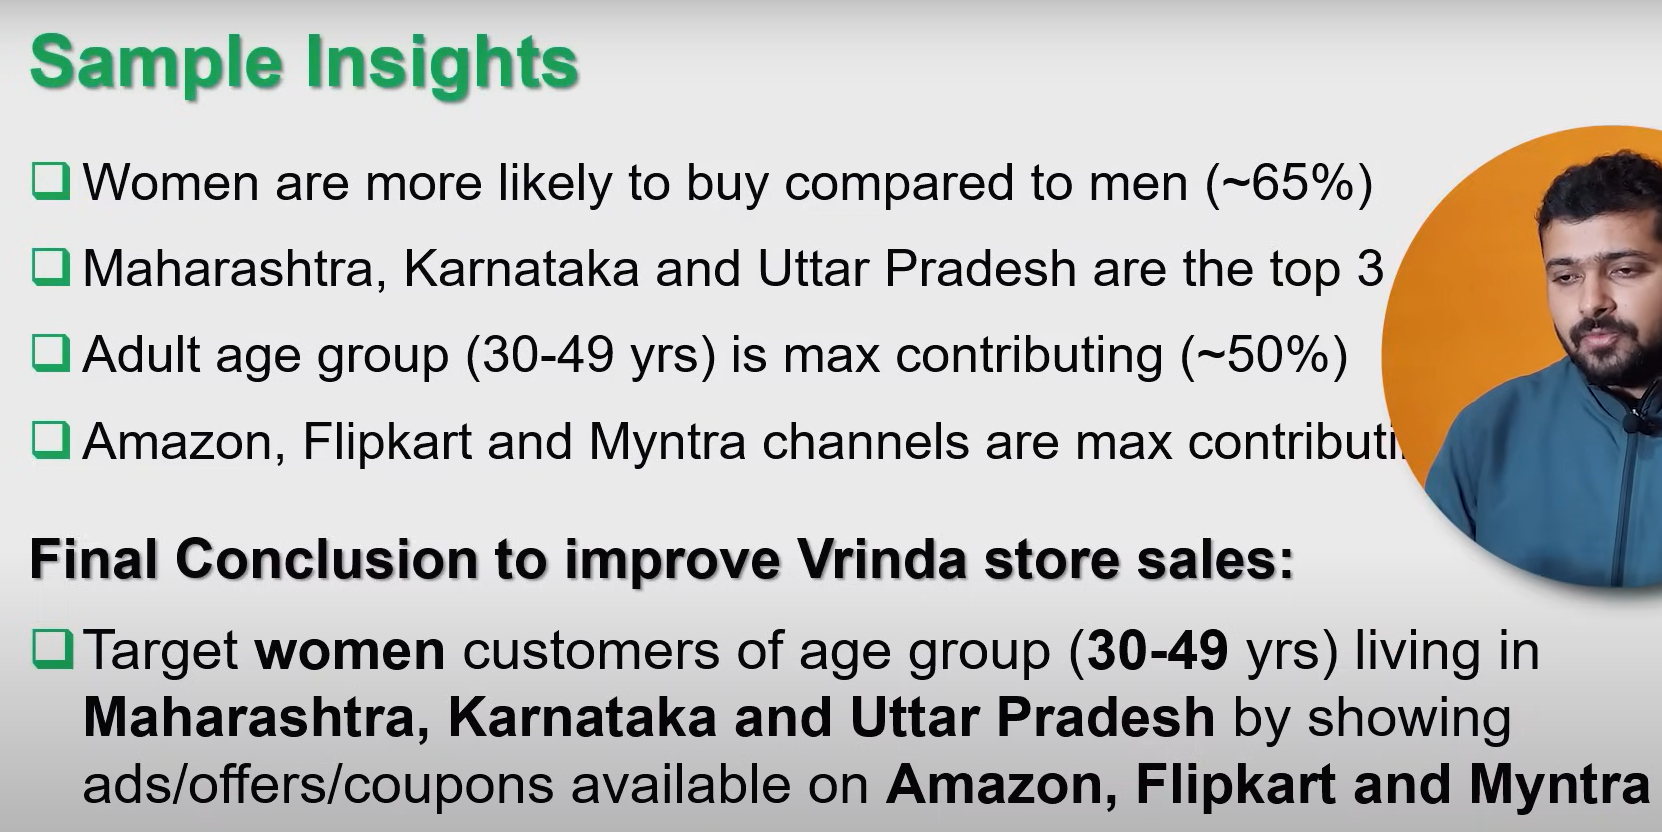 Sample Insights
Women are more likely to buy compared to men (~65%)
Maharashtra, Karnataka and Uttar Pradesh are the top 3
Adult age group (30-49 yrs) is max contributing (~50%)
Amazon, Flipkart and Myntra channels are max
Final Conclusion to improve Vrinda store sales:
Target women customers of age group (30-49 yrs) living in
Maharashtra, Karnataka and Uttar Pradesh by showing
ads/offers/coupons available on Amazon, Flipkart and Myntra